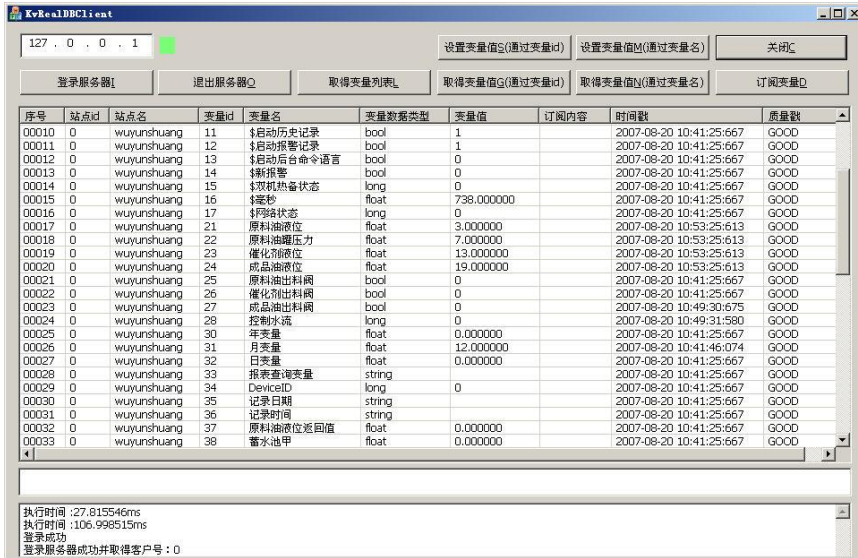 KvRealDBClient
127 . 0 . 0 . 1
设置变量值S(通过变量id) 设置变量值M(通过变量名) 关闭C
登录服务器I 退出服务器O 取得变量列表L 取得变量值G(通过变量id) 取得变量值N(通过变量名) 订阅变量D
序号 站点id 站点名 变量id 变量名 变量数据类型 变量值 订阅内容 时间戳 质量戳
00010 0 wuyunshuang 11 $启动历史记录 bool 1 2007-08-20 10:41:25:667 GOOD
00011 0 wuyunshuang 12 $启动报警记录 bool 1 2007-08-20 10:41:25:667 GOOD
00012 0 wuyunshuang 13 $启动后台命令语言 bool 0 2007-08-20 10:41:25:667 GOOD
00013 0 wuyunshuang 14 $新报警 bool 0 2007-08-20 10:41:25:667 GOOD
00014 0 wuyunshuang 15 $双机热备状态 long 0 2007-08-20 10:41:25:667 GOOD
00015 0 wuyunshuang 16 $毫秒 float 738.000000 2007-08-20 10:41:25:667 GOOD
00016 0 wuyunshuang 17 $网络状态 long 0 2007-08-20 10:41:25:667 GOOD
00017 0 wuyunshuang 21 原料油液位 float 3.000000 2007-08-20 10:53:25:613 GOOD
00018 0 wuyunshuang 22 原料油罐压力 float 7.000000 2007-08-20 10:53:25:613 GOOD
00019 0 wuyunshuang 23 催化剂液位 float 13.000000 2007-08-20 10:53:25:613 GOOD
00020 0 wuyunshuang 24 成品油液位 float 19.000000 2007-08-20 10:53:25:613 GOOD
00021 0 wuyunshuang 25 原料油出料阀 bool 0 2007-08-20 10:41:25:667 GOOD
00022 0 wuyunshuang 26 催化剂出料阀 bool 0 2007-08-20 10:41:25:667 GOOD
00023 0 wuyunshuang 27 成品油出料阀 bool 0 2007-08-20 10:49:30:675 GOOD
00024 0 wuyunshuang 28 控制水流 long 0 2007-08-20 10:49:31:580 GOOD
00025 0 wuyunshuang 30 年变量 float 0.000000 2007-08-20 10:41:25:667 GOOD
00026 0 wuyunshuang 31 月变量 float 12.000000 2007-08-20 10:41:46:074 GOOD
00027 0 wuyunshuang 32 日变量 float 0.000000 2007-08-20 10:41:25:667 GOOD
00028 0 wuyunshuang 33 报表查询变量 string 2007-08-20 10:41:25:667 GOOD
00029 0 wuyunshuang 34 DeviceID long 0 2007-08-20 10:41:25:667 GOOD
00030 0 wuyunshuang 35 记录日期 string 2007-08-20 10:41:25:667 GOOD
00031 0 wuyunshuang 36 记录时间 string 2007-08-20 10:41:25:667 GOOD
00032 0 wuyunshuang 37 原料油液位返回值 float 0.000000 2007-08-20 10:41:25:667 GOOD
00033 0 wuyunshuang 38 蓄水池甲 float 0.000000 2007-08-20 10:41:25:667 GOOD
执行时间 :27.815546ms
执行时间 :106.998515ms
登录成功
登录服务器成功并取得客户号：0